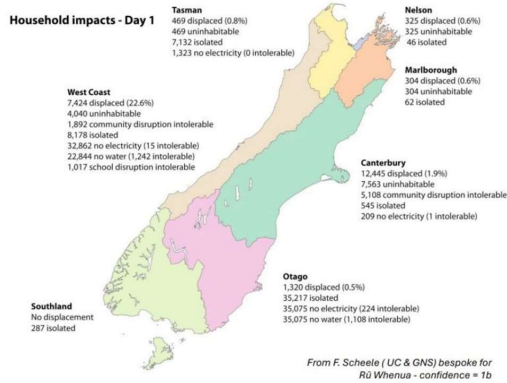 Household impacts - Day 1
Tasman
469 displaced (0.8%)
469 uninhabitable
7,132 isolated
1,323 no electricity (0 intolerable)
Nelson
325 displaced (0.6%)
325 uninhabitable
46 isolated
Marlborough
304 displaced (0.6%)
304 uninhabitable
62 isolated
West Coast
7,424 displaced (22.6%)
4,040 uninhabitable
1,892 community disruption intolerable
8,178 isolated
32,862 no electricity (15 intolerable)
22,844 no water (1,242 intolerable)
1,017 school disruption intolerable
Canterbury
12,445 displaced (1.9%)
7,563 uninhabitable
5,108 community disruption intolerable
545 isolated
209 no electricity (1 intolerable)
Otago
1,320 displaced (0.5%)
35,217 isolated
35,075 no electricity (224 intolerable)
35,075 no water (1,108 intolerable)
Southland
No displacement
287 isolated
From F. Scheele ( UC & GNS) bespoke for
Rū Whenua - confidence = 1b